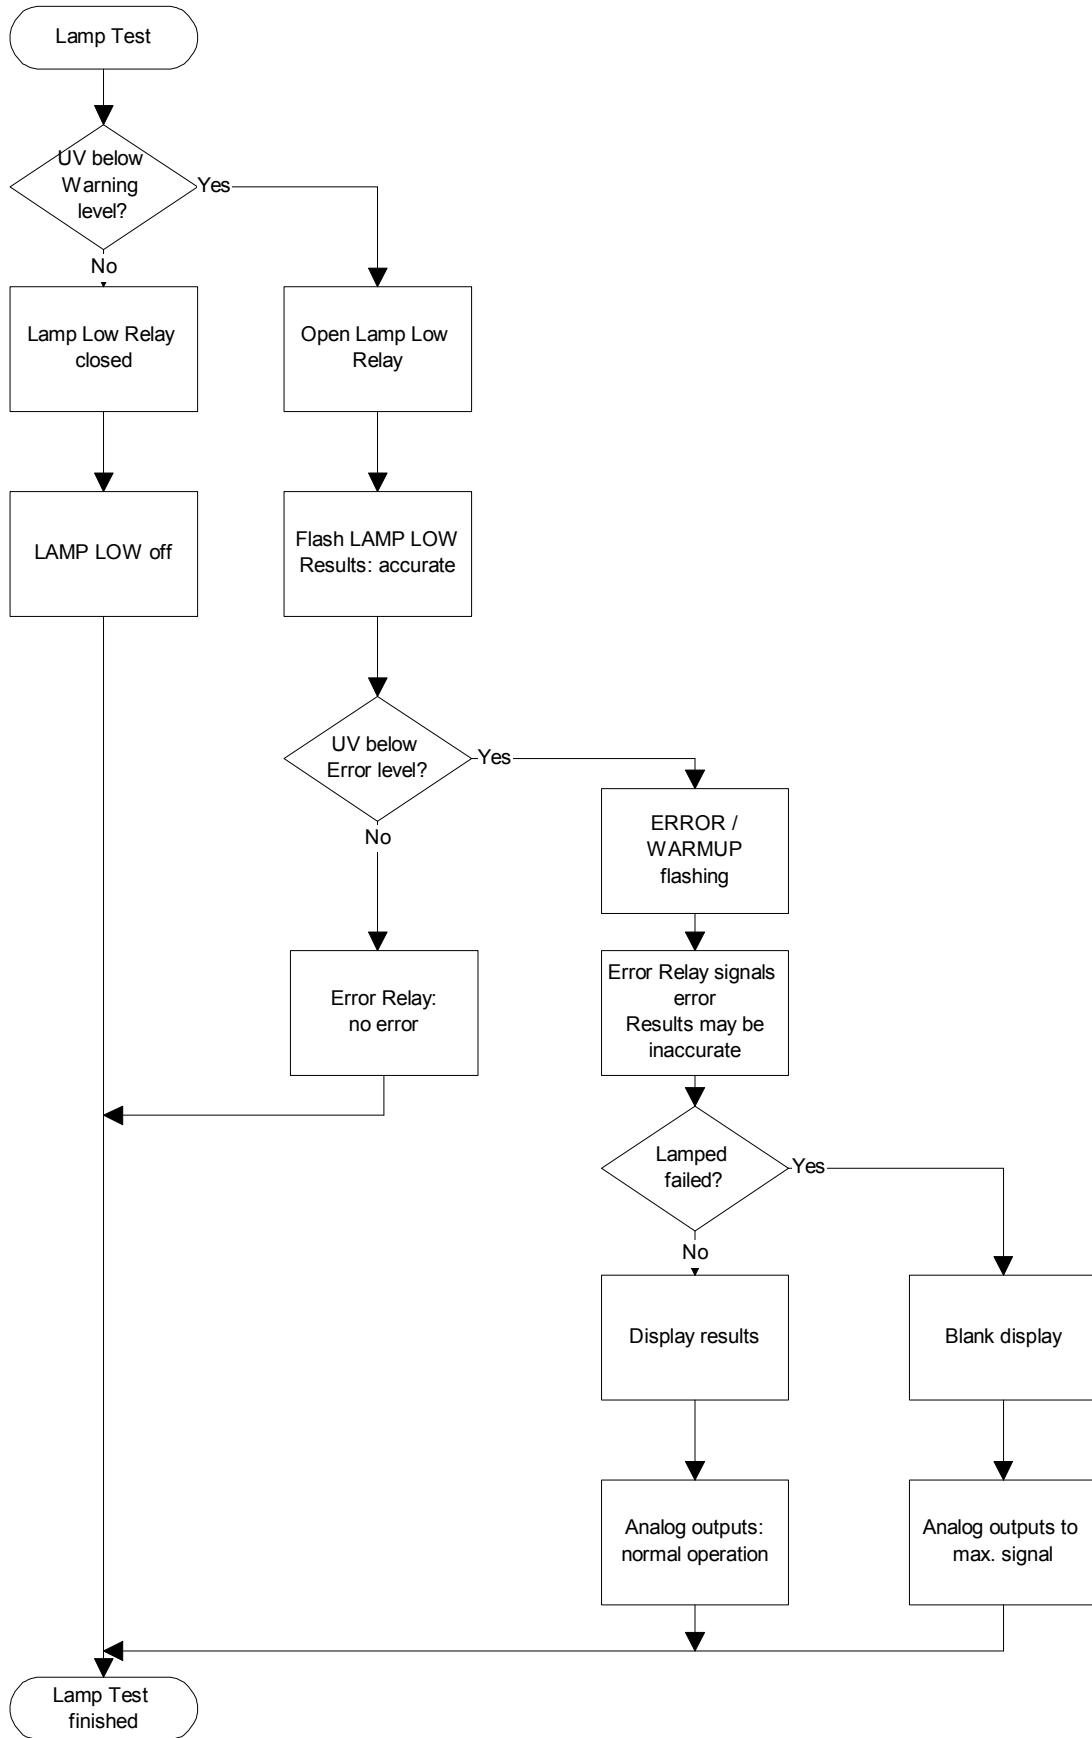 Lamp Test
UV below
Warning
level?
Yes
No
Lamp Low Relay
closed
Open Lamp Low
Relay
LAMP LOW off
Flash LAMP LOW
Results: accurate
UV below
Error level?
Yes
No
ERROR /
WARMUP
flashing
Error Relay:
no error
Error Relay signals
error
Results may be
inaccurate
Lamped
failed?
Yes
No
Display results
Blank display
Analog outputs:
normal operation
Analog outputs to
max. signal
Lamp Test
finished